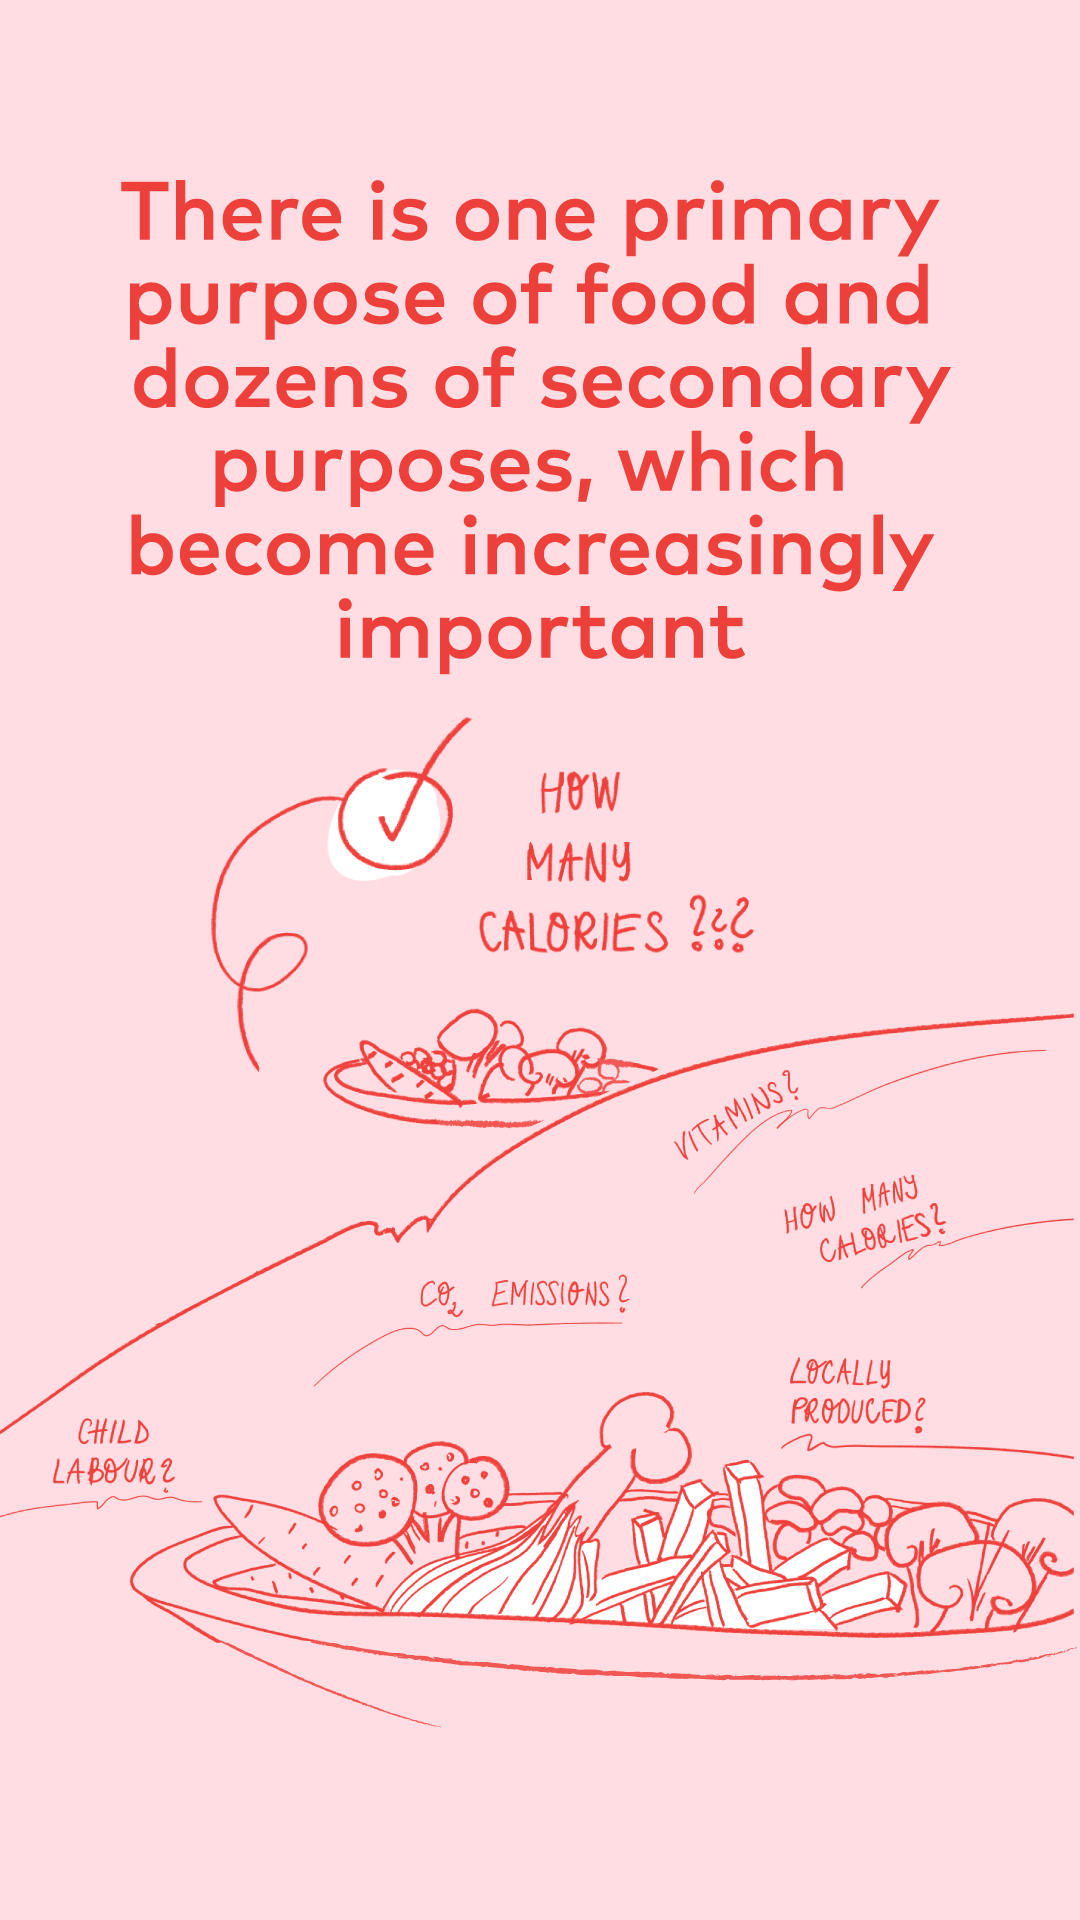 There is one primary
purpose of food and
dozens of secondary
purposes, which
become increasingly
important
HOW
MANY
CALORIES ???
VITAMINS?
HOW MANY
CALORIES?
CO₂ EMISSIONS?
LOCALLY
PRODUCED?
CHILD
LABOUR?